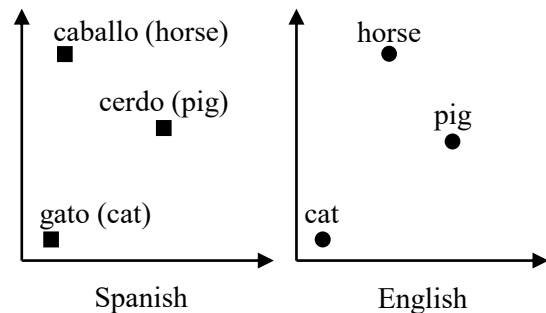 caballo (horse)
cerdo (pig)
gato (cat)
Spanish
horse
pig
cat
English